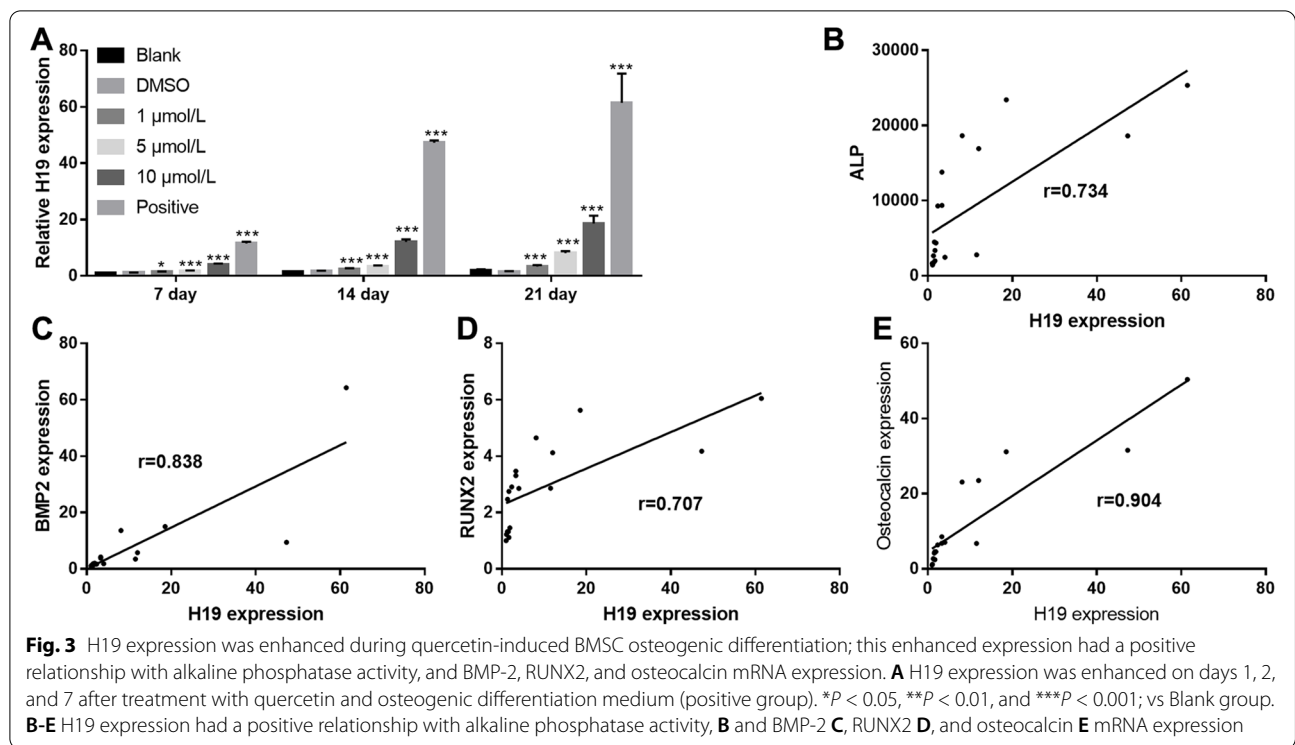 A
80
60
40
20
0
Relative H19 expression
Blank
DMSO
1 μmol/L
5 μmol/L
10 μmol/L
Positive
* *** *** ***
*** *** *** ***
*** *** *** ***
7 day 14 day 21 day
B
30000
20000
10000
0
ALP
r=0.734
0 20 40 60 80
H19 expression
C
80
60
40
20
0
BMP2 expression
r=0.838
0 20 40 60 80
H19 expression
D
8
6
4
2
0
RUNX2 expression
r=0.707
0 20 40 60 80
H19 expression
E
60
40
20
0
Osteocalcin expression
r=0.904
0 20 40 60 80
H19 expression
Fig. 3 H19 expression was enhanced during quercetin-induced BMSC osteogenic differentiation; this enhanced expression had a positive
relationship with alkaline phosphatase activity, and BMP-2, RUNX2, and osteocalcin mRNA expression. A H19 expression was enhanced on days 1, 2,
and 7 after treatment with quercetin and osteogenic differentiation medium (positive group). *P < 0.05, **P < 0.01, and ***P < 0.001; vs Blank group.
B-E H19 expression had a positive relationship with alkaline phosphatase activity, B and BMP-2 C, RUNX2 D, and osteocalcin E mRNA expression